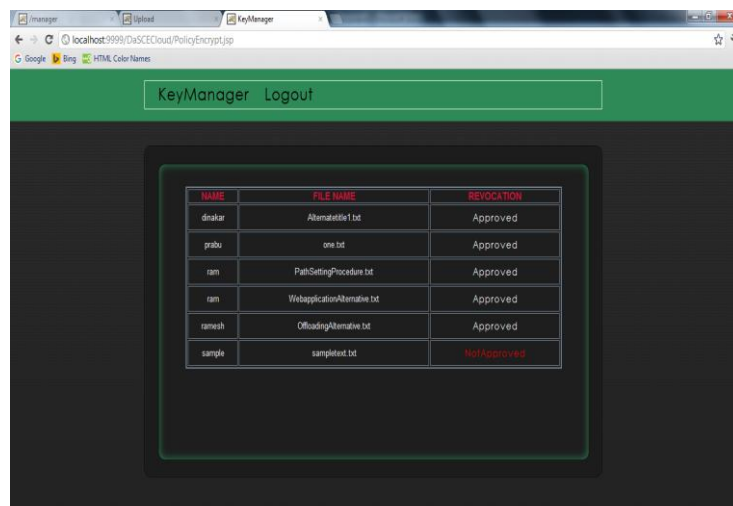 /manager Upload KeyManager
localhost:9999/DaSCECloud/PolicyEncrypt.jsp
Google Bing HTML Color Names
KeyManager Logout
NAME FILE NAME REVOCATION
dinakar Alternatetitle1.txt Approved
prabu one.txt Approved
ram PathSettingProcedure.txt Approved
ram WebapplicationAlternative.txt Approved
ramesh OffloadingAlternative.txt Approved
sample sampletext.txt NotApproved